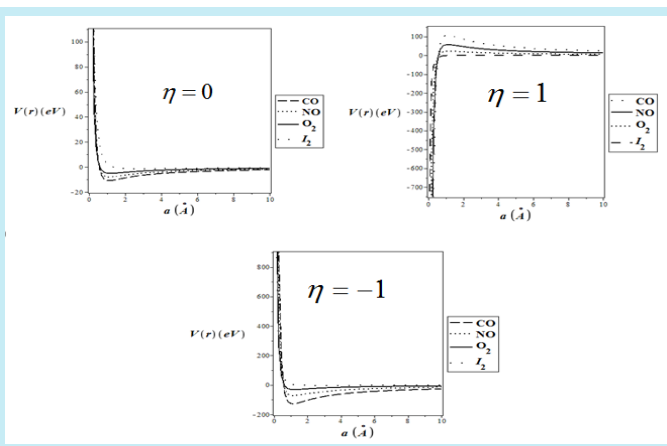 100
80
60
40
20
0
-20
V(r)(eV)
η = 0
CO
NO
O₂
I₂
0 2 4 6 8 10
a (Å)
100
0
-100
-200
-300
-400
-500
-600
-700
V(r)(eV)
η = 1
CO
NO
O₂
I₂
0 2 4 6 8 10
a (Å)
800
600
400
200
0
-200
V(r)(eV)
η = −1
CO
NO
O₂
I₂
0 2 4 6 8 10
a (Å)